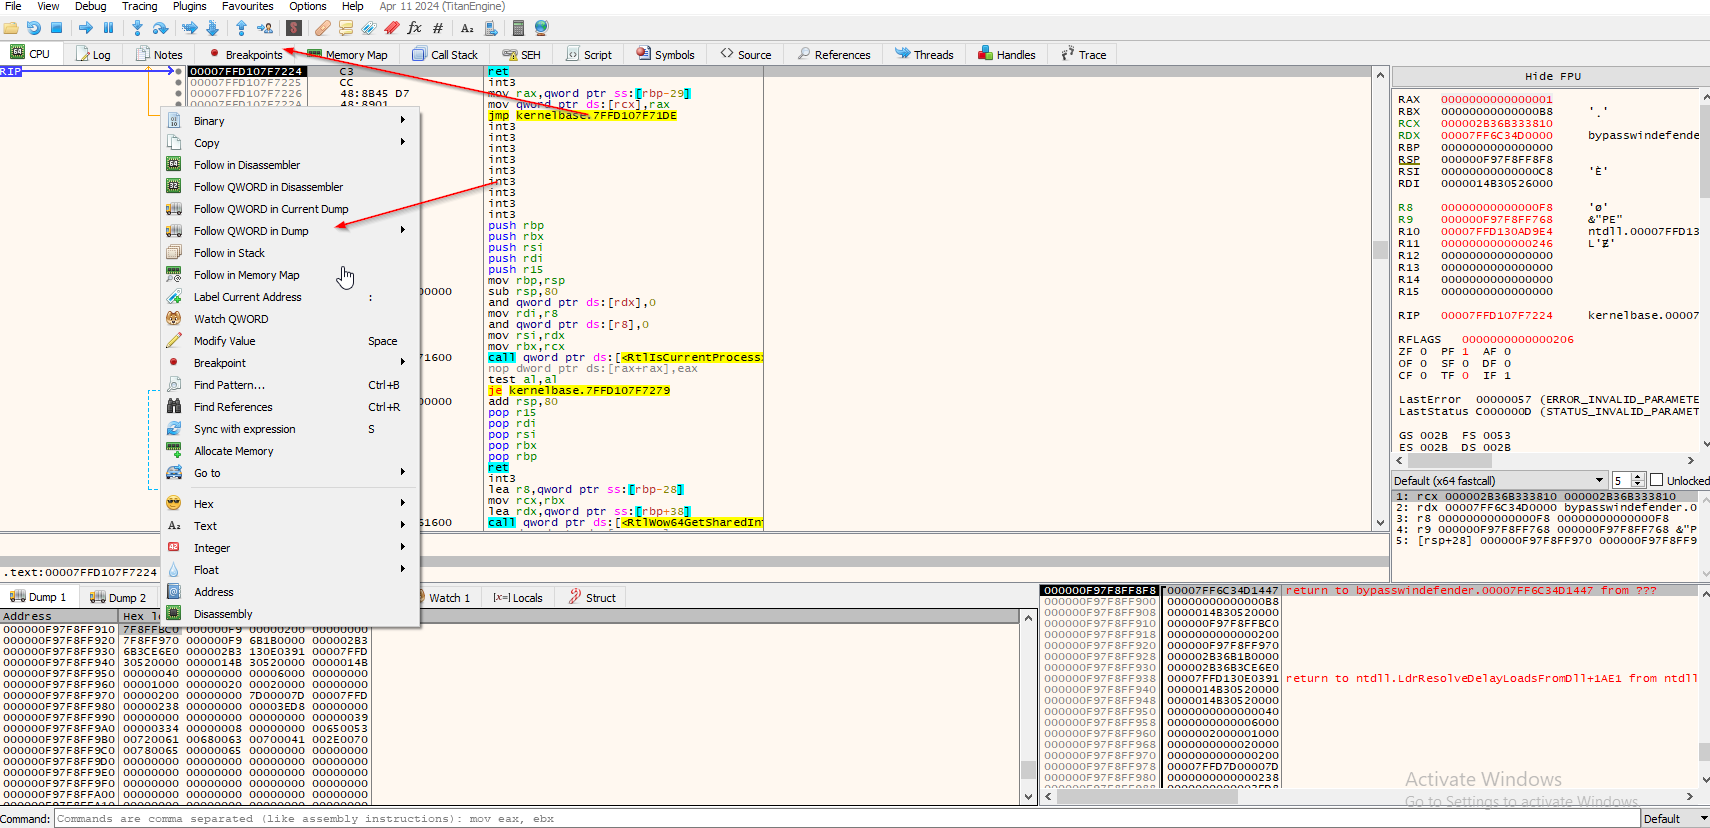 File View Debug Tracing Plugins Favourites Options Help Apr 11 2024 (TitanEngine)
CPU Log Notes Breakpoints Memory Map Call Stack SEH Script Symbols Source References Threads Handles Trace
RIP
00007FFD107F7224 C3 ret
00007FFD107F7225 CC int3
00007FFD107F7226 48:8B45 D7 mov rax,qword ptr ss:[rbp-29]
00007FFD107F722A 48:8901 mov qword ptr ds:[rcx],rax
jmp kernelbase.7FFD107F71DE
int3
int3
int3
int3
int3
int3
int3
int3
int3
push rbp
push rbx
push rsi
push rdi
push r15
mov rbp,rsp
00000 sub rsp,80
and qword ptr ds:[rdx],0
mov rdi,r8
and qword ptr ds:[r8],0
mov rsi,rdx
mov rbx,rcx
71600 call qword ptr ds:[<RtlIsCurrentProcess
nop dword ptr ds:[rax+rax],eax
test al,al
je kernelbase.7FFD107F7279
00000 add rsp,80
pop r15
pop rdi
pop rsi
pop rbx
pop rbp
ret
int3
lea r8,qword ptr ss:[rbp-28]
mov rcx,rbx
lea rdx,qword ptr ss:[rbp+38]
61600 call qword ptr ds:[<RtlWow64GetSharedIn
.text:00007FFD107F7224
Binary
Copy
Follow in Disassembler
Follow QWORD in Disassembler
Follow QWORD in Current Dump
Follow QWORD in Dump
Follow in Stack
Follow in Memory Map
Label Current Address :
Watch QWORD
Modify Value Space
Breakpoint
Find Pattern... Ctrl+B
Find References Ctrl+R
Sync with expression S
Allocate Memory
Go to
Hex
Text
Integer
Float
Address
Disassembly
Hide FPU
RAX 0000000000000001
RBX 00000000000000B8 '¸'
RCX 000002B36B333810
RDX 00007FF6C34D0000 bypasswindefende
RBP 0000000000000000
RSP 000000F97F8FF8F8
RSI 00000000000000C8 'È'
RDI 0000014B30526000
R8 00000000000000F8 'ø'
R9 000000F97F8FF768 &"PE"
R10 00007FFD130AD9E4 ntdll.00007FFD13
R11 0000000000000246 L'Ɇ'
R12 0000000000000000
R13 0000000000000000
R14 0000000000000000
R15 0000000000000000
RIP 00007FFD107F7224 kernelbase.00007
RFLAGS 0000000000000206
ZF 0 PF 1 AF 0
OF 0 SF 0 DF 0
CF 0 TF 0 IF 1
LastError 00000057 (ERROR_INVALID_PARAMETE
LastStatus C000000D (STATUS_INVALID_PARAMET
GS 002B FS 0053
ES 002B DS 002B
Default (x64 fastcall) 5 Unlocked
1: rcx 000002B36B333810 000002B36B333810
2: rdx 00007FF6C34D0000 bypasswindefender.0
3: r8 00000000000000F8 00000000000000F8
4: r9 000000F97F8FF768 000000F97F8FF768 &"P
5: [rsp+28] 000000F97F8FF970 000000F97F8FF9
Dump 1 Dump 2 Watch 1 [x=] Locals Struct
Address Hex
000000F97F8FF910 7F8FFBC0 000000F9 00000200 00000000
000000F97F8FF920 7F8FF970 000000F9 6B1B0000 000002B3
000000F97F8FF930 6B3CE6E0 000002B3 130E0391 00007FFD
000000F97F8FF940 30520000 0000014B 30520000 0000014B
000000F97F8FF950 00000040 00000000 00006000 00000000
000000F97F8FF960 00001000 00000020 00020000 00000000
000000F97F8FF970 00000200 00000000 7D00007D 00007FFD
000000F97F8FF980 00000238 00000000 00003ED8 00000000
000000F97F8FF990 00000000 00000000 00000000 00000039
000000F97F8FF9A0 00000334 00000008 00000000 00650053
000000F97F8FF9B0 00720061 00680063 00700041 002E0070
000000F97F8FF9C0 00780065 00000065 00000000 00000000
000000F97F8FF9D0 00000000 00000000 00000000 00000000
000000F97F8FF9E0 00000000 00000000 00000000 00000000
000000F97F8FF9F0 00000000 00000000 00000000 00000000
000000F97F8FFA00 00000000 00000000 00000000 00000000
000000F97F8FF8F8 00007FF6C34D1447 return to bypasswindefender.00007FF6C34D1447 from ???
000000F97F8FF900 00000000000000B8
000000F97F8FF908 0000014B30520000
000000F97F8FF910 000000F97F8FFBC0
000000F97F8FF918 0000000000000200
000000F97F8FF920 000000F97F8FF970
000000F97F8FF928 000002B36B1B0000
000000F97F8FF930 000002B36B3CE6E0
000000F97F8FF938 00007FFD130E0391 return to ntdll.LdrResolveDelayLoadsFromDll+1AE1 from ntdll
000000F97F8FF940 0000014B30520000
000000F97F8FF948 0000014B30520000
000000F97F8FF950 0000000000000040
000000F97F8FF958 0000000000006000
000000F97F8FF960 0000002000001000
000000F97F8FF968 0000000000020000
000000F97F8FF970 0000000000000200
000000F97F8FF978 00007FFD7D00007D
000000F97F8FF980 0000000000000238
Activate Windows
Go to Settings to activate Windows.
Command: Commands are comma separated (like assembly instructions): mov eax, ebx Default